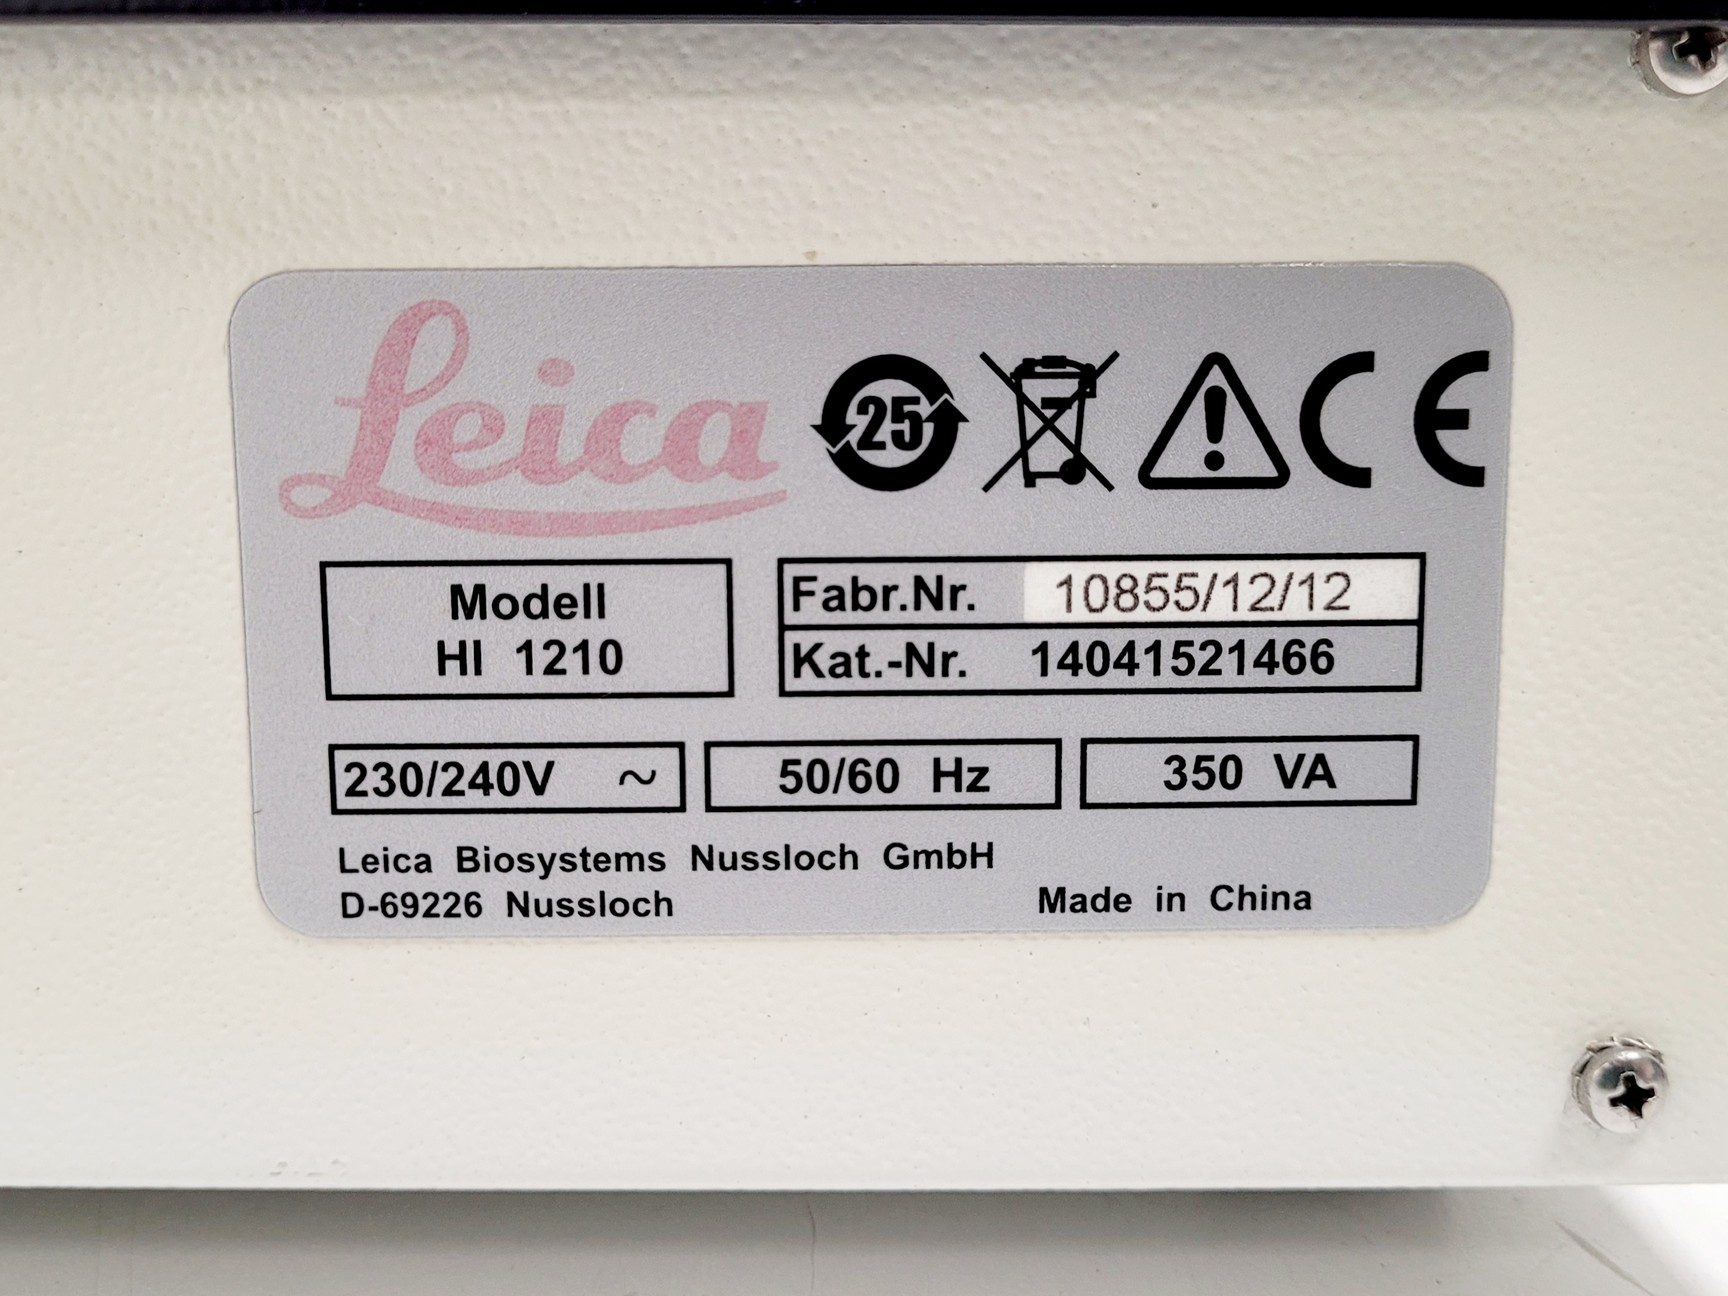 Leica
25
CE
Modell
HI 1210
Fabr.Nr. 10855/12/12
Kat.-Nr. 14041521466
230/240V ~
50/60 Hz
350 VA
Leica Biosystems Nussloch GmbH
D-69226 Nussloch
Made in China